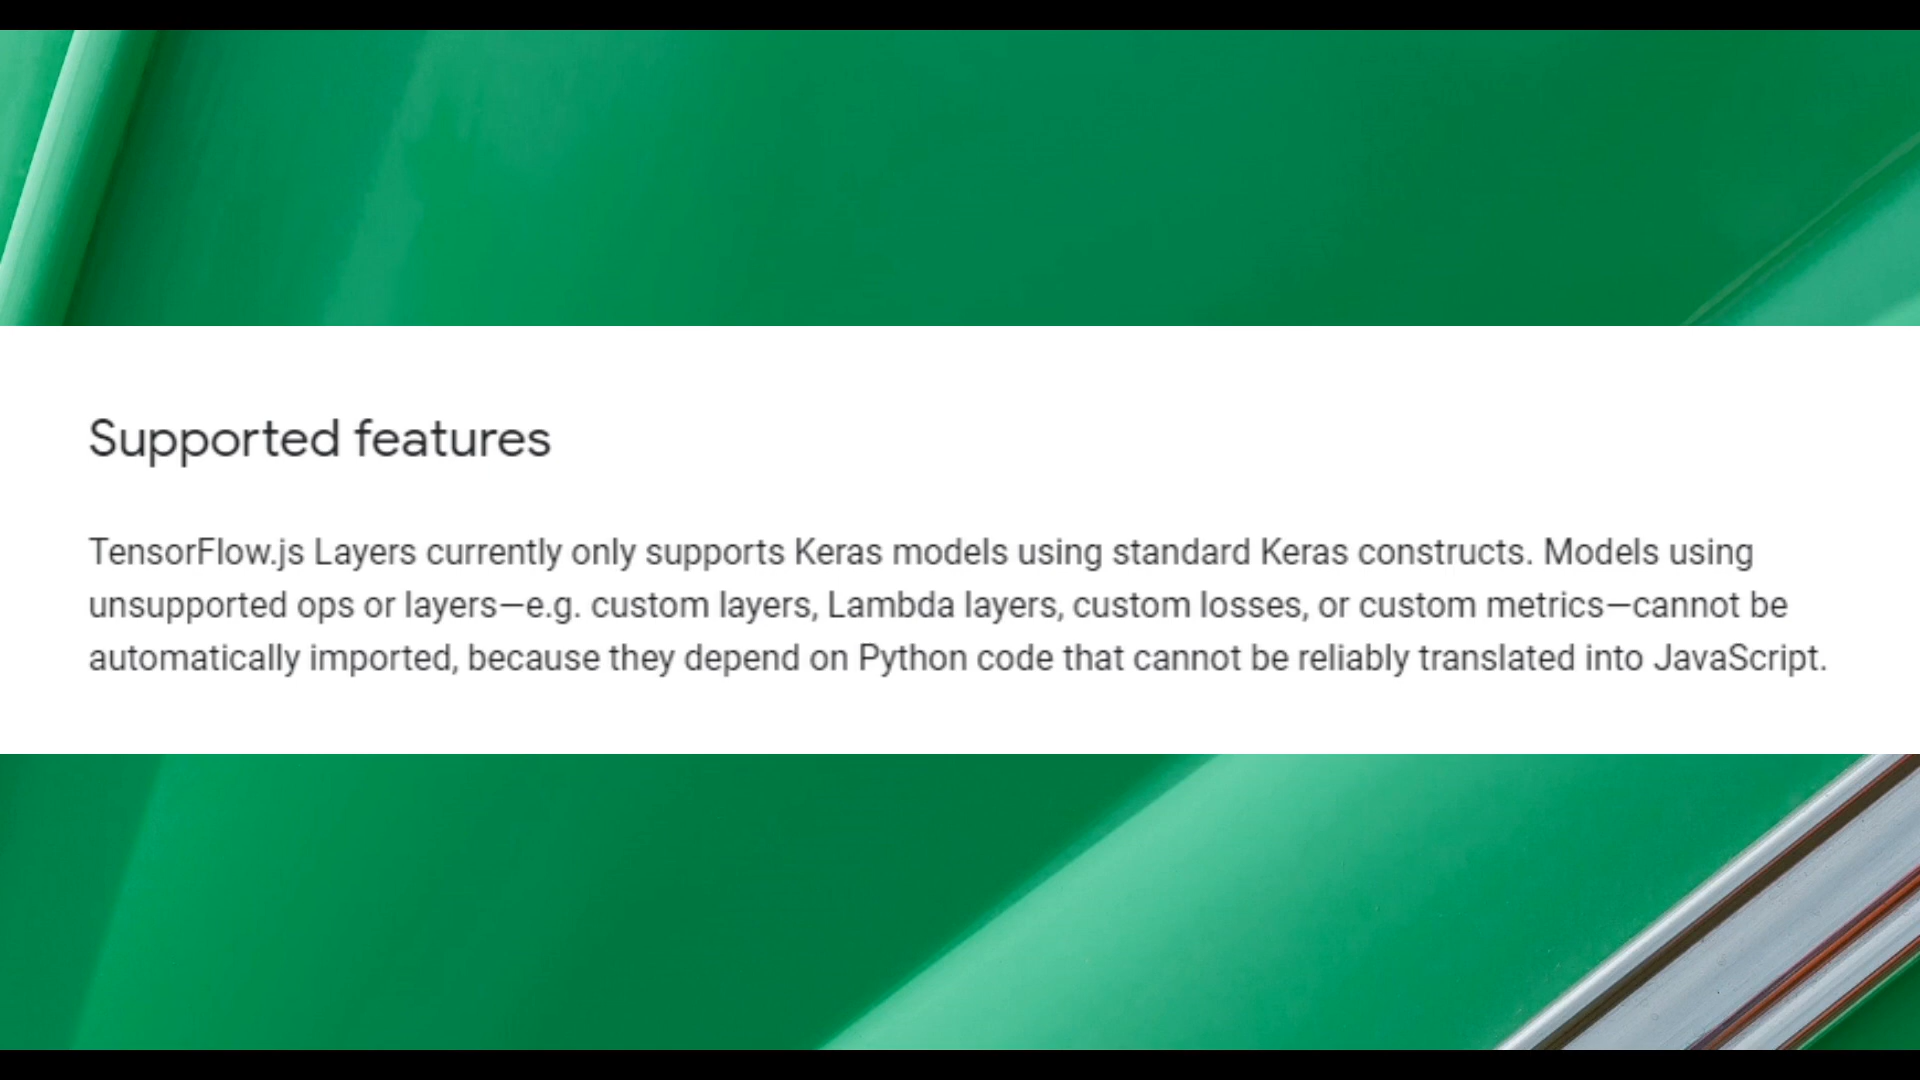 Supported features
TensorFlow.js Layers currently only supports Keras models using standard Keras constructs. Models using
unsupported ops or layers—e.g. custom layers, Lambda layers, custom losses, or custom metrics—cannot be
automatically imported, because they depend on Python code that cannot be reliably translated into JavaScript.